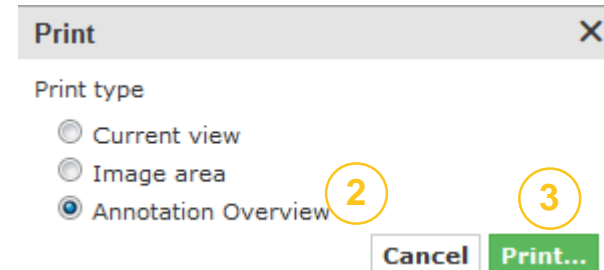 Print ×
Print type
Current view
Image area
Annotation Overview 2
3
Cancel Print...